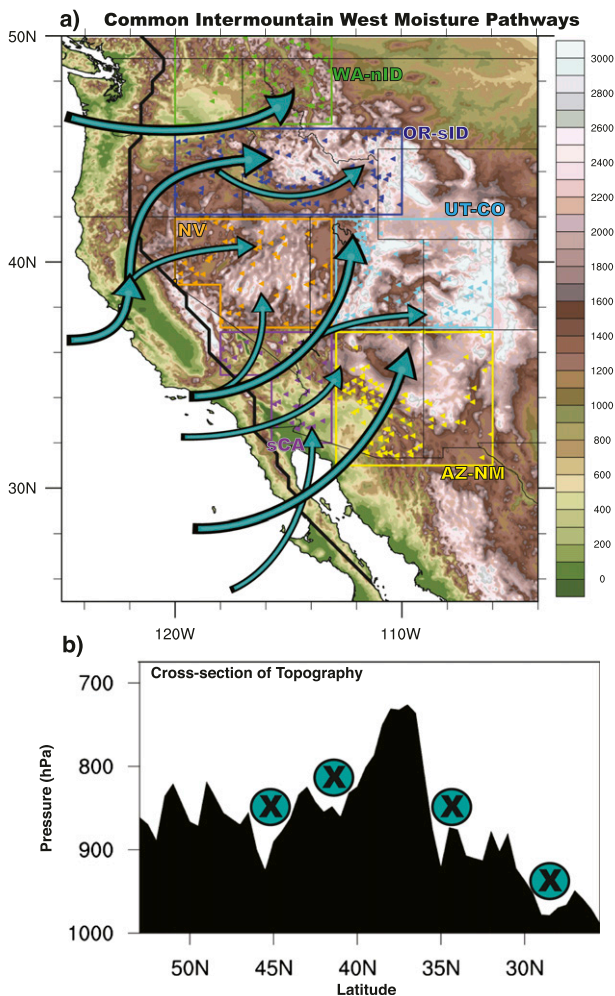 a) Common Intermountain West Moisture Pathways
50N
40N
30N
120W
110W
WA-nID
OR-sID
UT-CO
NV
sCA
AZ-NM
3000
2800
2600
2400
2200
2000
1800
1600
1400
1200
1000
800
600
400
200
0
b)
Cross-section of Topography
Pressure (hPa)
700
800
900
1000
X
X
X
X
50N
45N
40N
35N
30N
Latitude